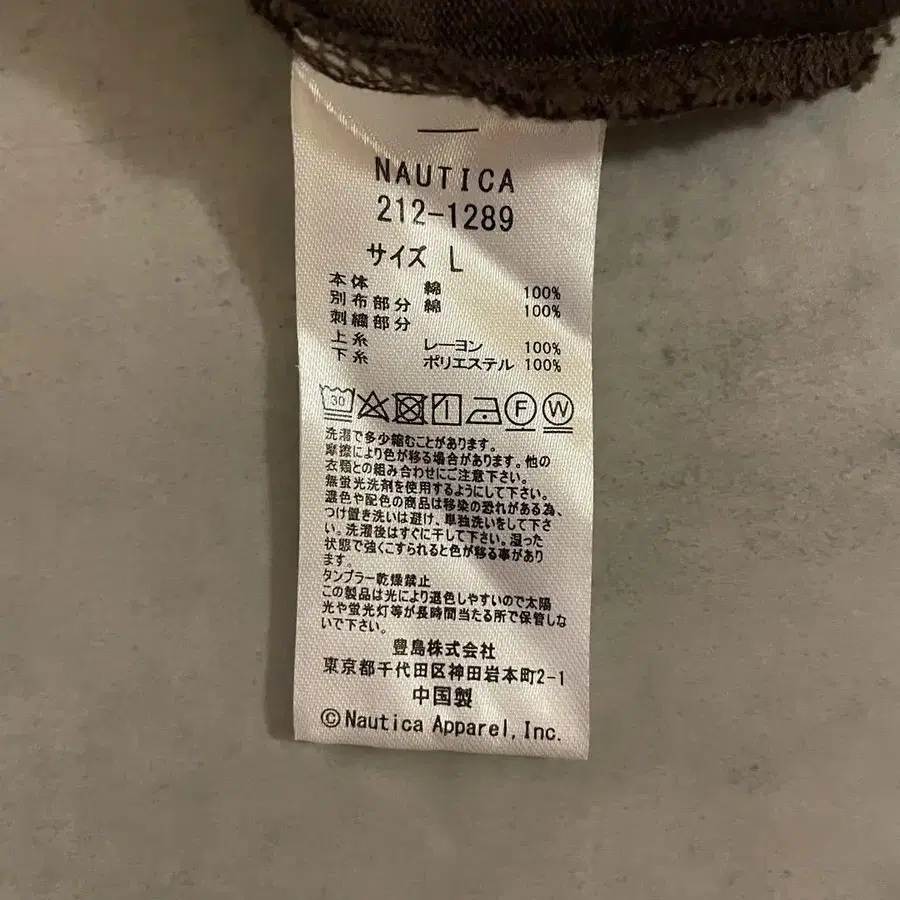 NAUTICA
212-1289
サイズ L
本体 綿 100%
別布部分 綿 100%
刺繍部分
上糸 レーヨン 100%
下糸 ポリエステル 100%
30 F W
洗濯で多少縮むことがあります。
摩擦により色が移る場合があります。他の
衣類との組み合わせにご注意下さい。
無蛍光洗剤を使用するようにして下さい。
濃色や配色の商品は移染の恐れがある為、
つけ置き洗いは避け、単独洗いをして下さ
い。洗濯後はすぐに干して下さい。湿った
状態で強くこすられると色が移る事があり
ます。
タンブラー乾燥禁止
この製品は光により退色しやすいので太陽
光や蛍光灯等が長時間当たる所で保管しな
いで下さい。
豊島株式会社
東京都千代田区神田岩本町2-1
中国製
©Nautica Apparel, Inc.